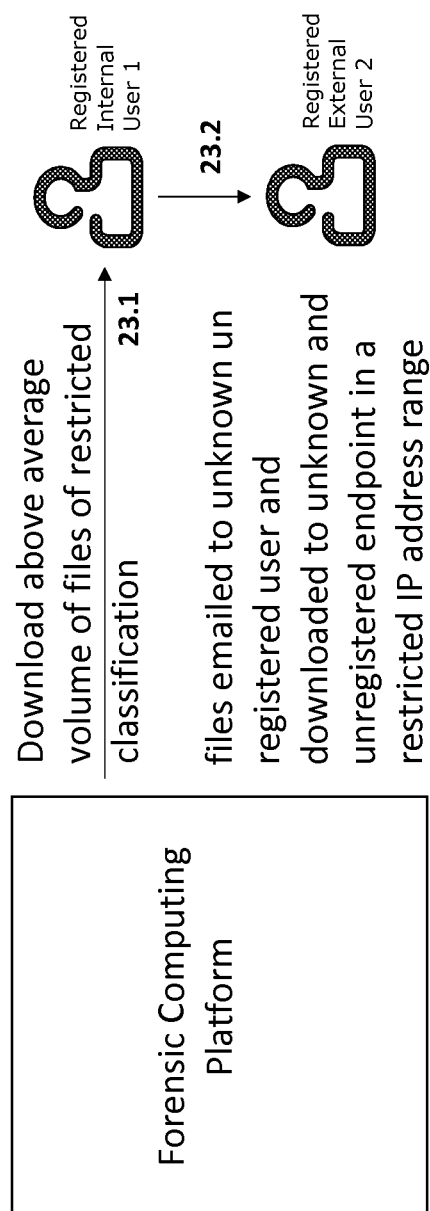 Forensic Computing
Platform
Download above average
volume of files of restricted
classification
23.1
Registered
Internal
User 1
files emailed to unknown un
registered user and
downloaded to unknown and
unregistered endpoint in a
restricted IP address range
23.2
Registered
External
User 2